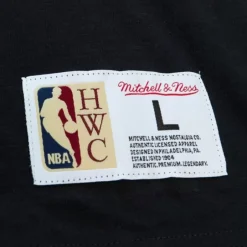 Mitchell & Ness
HWC
NBA
L
MITCHELL & NESS NOSTALGIA CO.
AUTHENTIC LICENSED APPAREL
DESIGNED IN PHILADELPHIA, PA.
ESTABLISHED 1904
AUTHENTIC. PREMIUM. LEGENDARY.